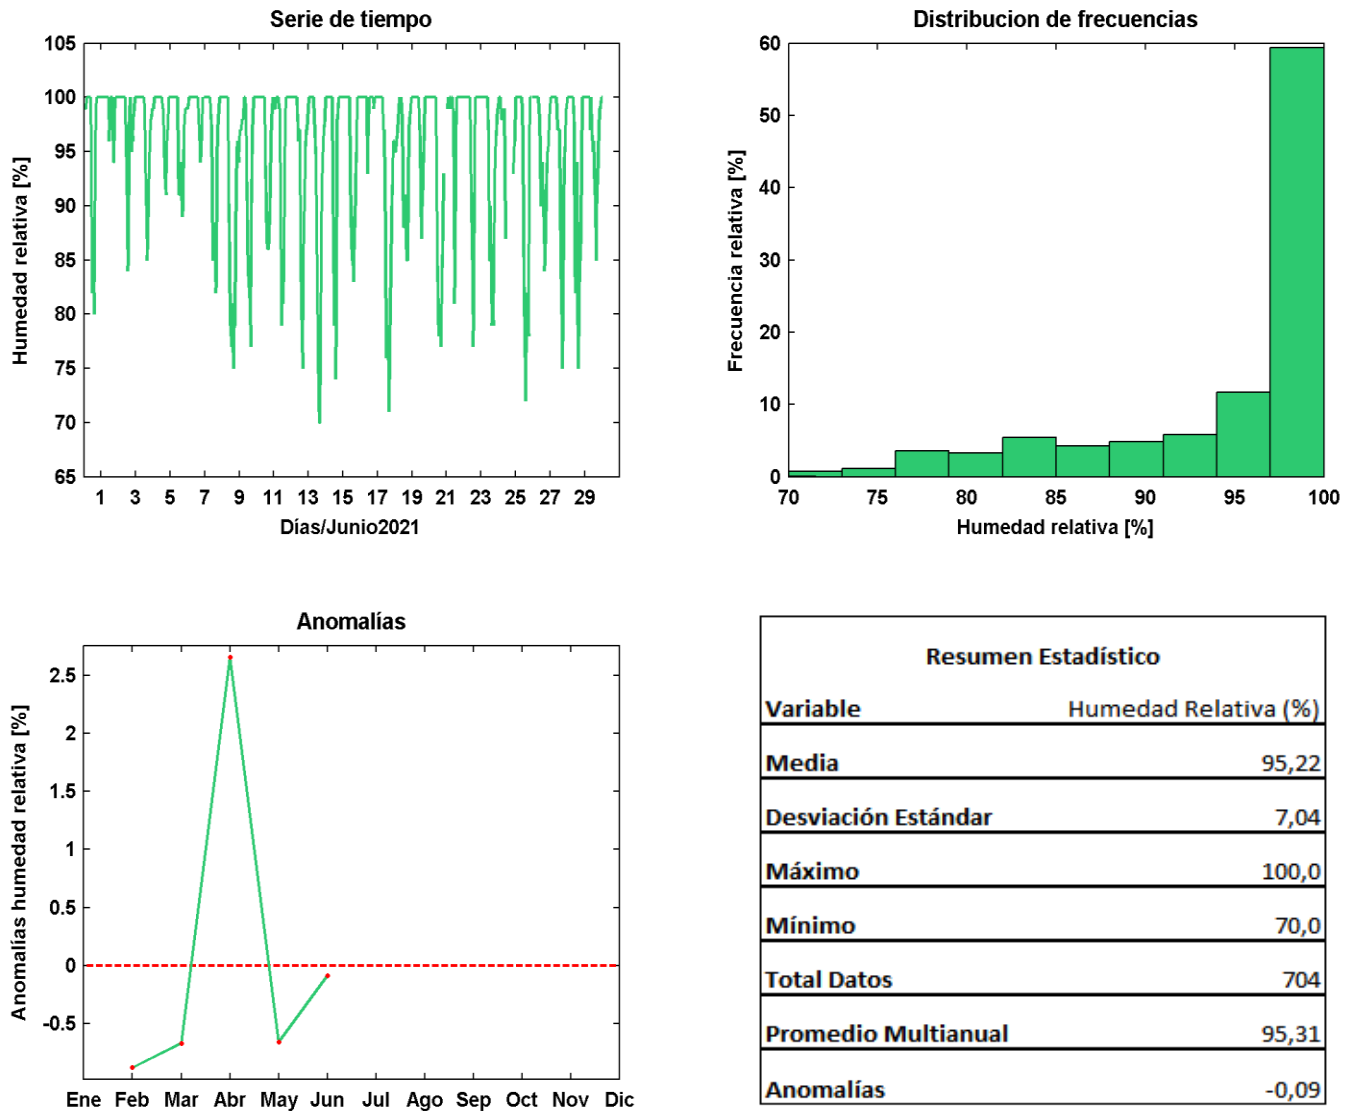 Serie de tiempo
105
100
95
90
85
80
75
70
65
Humedad relativa [%]
1 3 5 7 9 11 13 15 17 19 21 23 25 27 29
Días/Junio2021
Distribucion de frecuencias
60
50
40
30
20
10
0
Frecuencia relativa [%]
70 75 80 85 90 95 100
Humedad relativa [%]
Anomalías
2.5
2
1.5
1
0.5
0
-0.5
Anomalías humedad relativa [%]
Ene Feb Mar Abr May Jun Jul Ago Sep Oct Nov Dic
Resumen Estadístico
Variable Humedad Relativa (%)
Media 95,22
Desviación Estándar 7,04
Máximo 100,0
Mínimo 70,0
Total Datos 704
Promedio Multianual 95,31
Anomalías -0,09